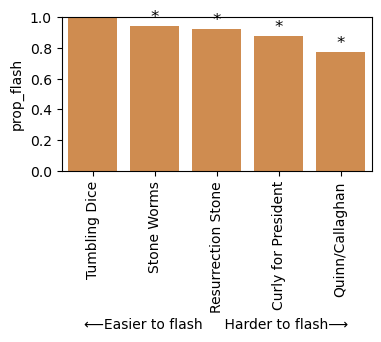 prop_flash
1.0
0.8
0.6
0.4
0.2
0.0
* * * *
Tumbling Dice
Stone Worms
Resurrection Stone
Curly for President
Quinn/Callaghan
⟵Easier to flash Harder to flash⟶